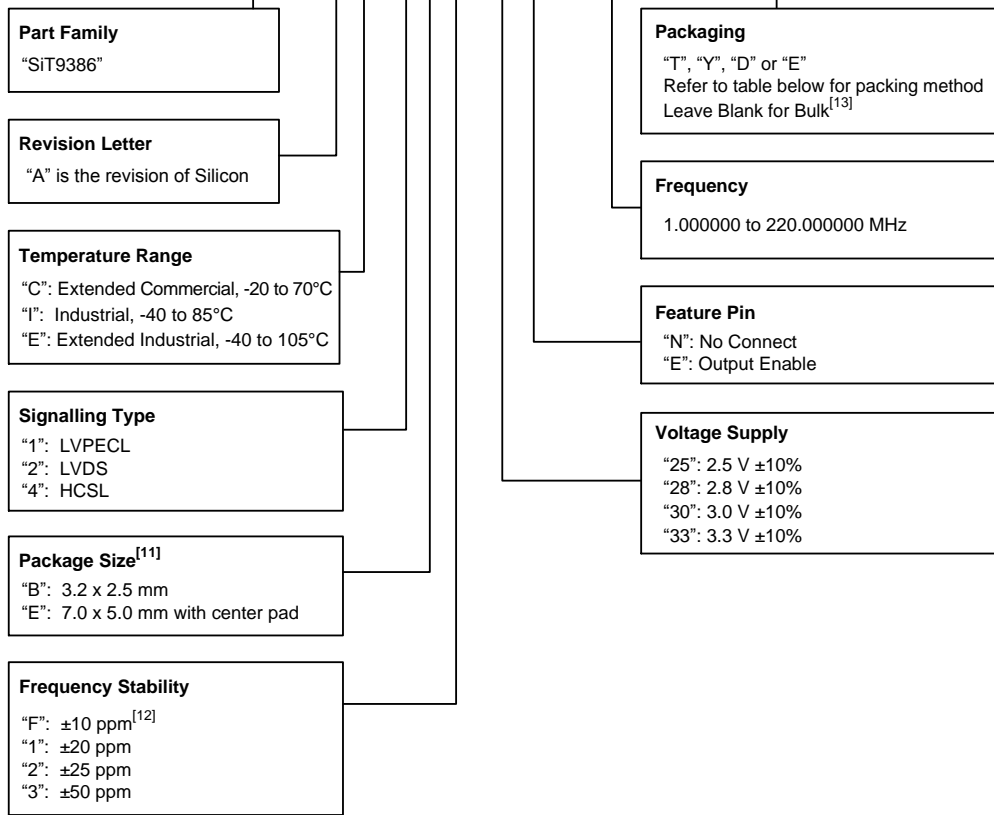 Part Family
“SiT9386”
Revision Letter
“A” is the revision of Silicon
Temperature Range
“C”: Extended Commercial, -20 to 70°C
“I”: Industrial, -40 to 85°C
“E”: Extended Industrial, -40 to 105°C
Signalling Type
“1”: LVPECL
“2”: LVDS
“4”: HCSL
Package Size[11]
“B”: 3.2 x 2.5 mm
“E”: 7.0 x 5.0 mm with center pad
Frequency Stability
“F”: ±10 ppm[12]
“1”: ±20 ppm
“2”: ±25 ppm
“3”: ±50 ppm
Packaging
“T”, “Y”, “D” or “E”
Refer to table below for packing method
Leave Blank for Bulk[13]
Frequency
1.000000 to 220.000000 MHz
Feature Pin
“N”: No Connect
“E”: Output Enable
Voltage Supply
“25”: 2.5 V ±10%
“28”: 2.8 V ±10%
“30”: 3.0 V ±10%
“33”: 3.3 V ±10%